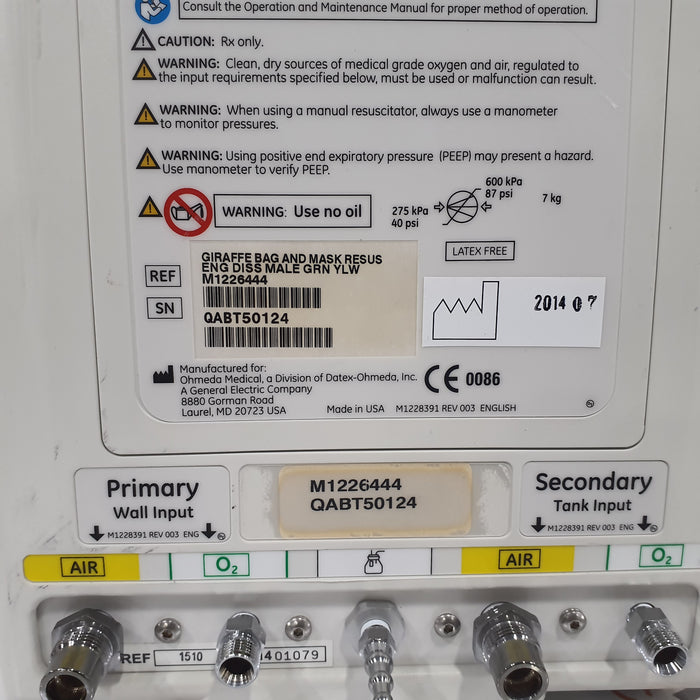 Consult the Operation and Maintenance Manual for proper method of operation.
CAUTION: Rx only.
WARNING: Clean, dry sources of medical grade oxygen and air, regulated to
the input requirements specified below, must be used or malfunction can result.
WARNING: When using a manual resuscitator, always use a manometer
to monitor pressures.
WARNING: Using positive end expiratory pressure (PEEP) may present a hazard.
Use manometer to verify PEEP.
WARNING: Use no oil
275 kPa
40 psi
600 kPa
87 psi
7 kg
LATEX FREE
GIRAFFE BAG AND MASK RESUS
ENG DISS MALE GRN YLW
REF M1226444
SN QABT50124
2014 07
Manufactured for:
Ohmeda Medical, a Division of Datex-Ohmeda, Inc.
A General Electric Company
8880 Gorman Road
Laurel, MD 20723 USA
CE 0086
Made in USA M1228391 REV 003 ENGLISH
Primary
Wall Input
M1228391 REV 003 ENG
M1226444
QABT50124
Secondary
Tank Input
M1228391 REV 003 ENG
AIR O2 AIR O2
REF 1510 401079